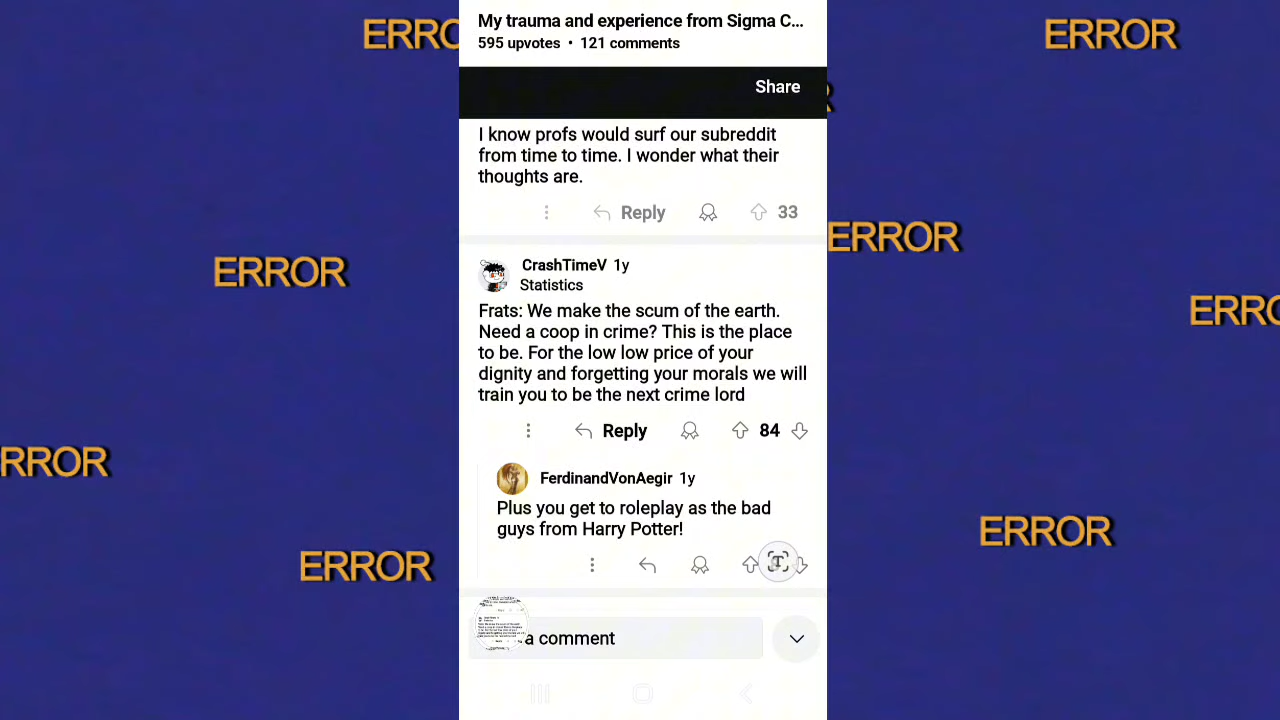 ERRO
ERROR
My trauma and experience from Sigma C...
595 upvotes • 121 comments
Share
I know profs would surf our subreddit
from time to time. I wonder what their
thoughts are.
Reply 33
ERROR
ERROR
CrashTimeV 1y
Statistics
Frats: We make the scum of the earth.
Need a coop in crime? This is the place
to be. For the low low price of your
dignity and forgetting your morals we will
train you to be the next crime lord
ERRO
Reply 84
RROR
FerdinandVonAegir 1y
Plus you get to roleplay as the bad
guys from Harry Potter!
ERROR
ERROR
T
a comment